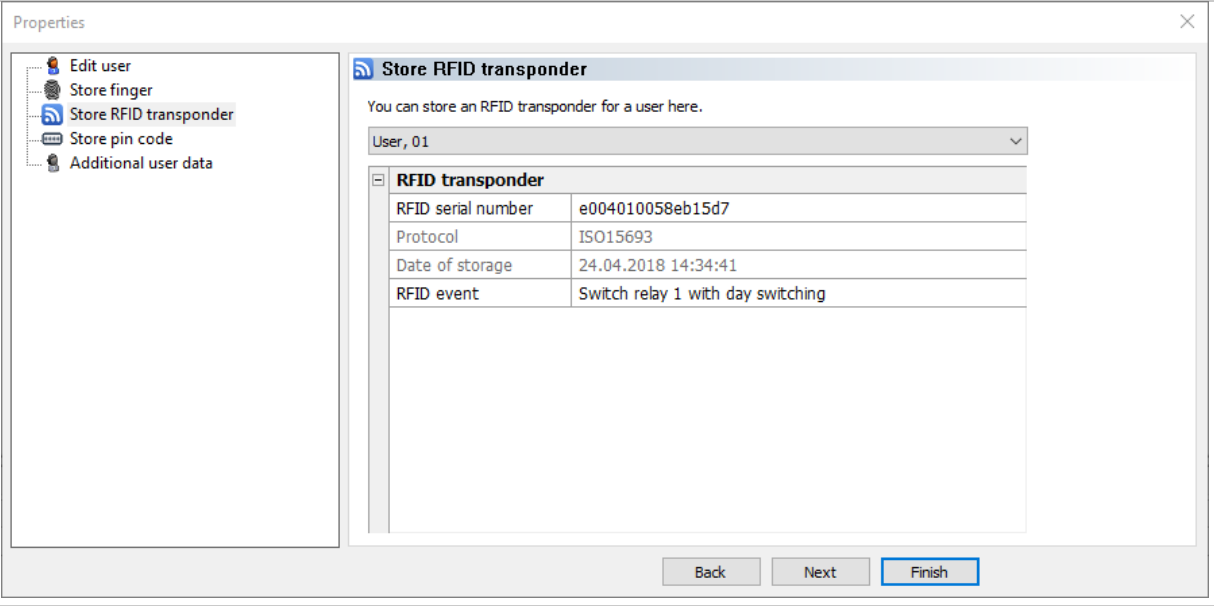 Properties
Edit user
Store finger
Store RFID transponder
Store pin code
Additional user data
Store RFID transponder
You can store an RFID transponder for a user here.
User, 01
RFID transponder
RFID serial number e004010058eb15d7
Protocol ISO15693
Date of storage 24.04.2018 14:34:41
RFID event Switch relay 1 with day switching
Back Next Finish